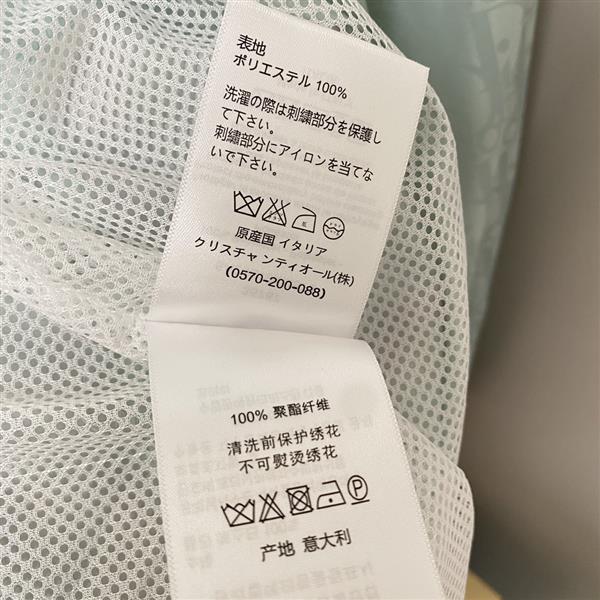 表地
ポリエステル 100%
洗濯の際は刺繍部分を保護し
て下さい。
刺繍部分にアイロンを当てな
いで下さい。
原産国 イタリア
クリスチャンディオール(株)
(0570-200-088)
100% 聚酯纤维
清洗前保护绣花
不可熨烫绣花
P
产地 意大利